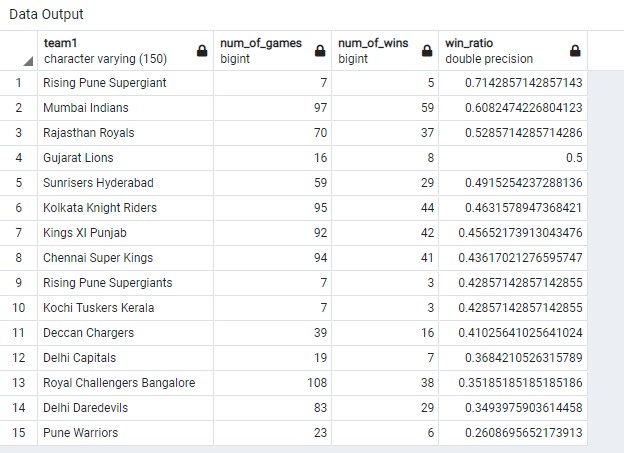 Data Output
team1 num_of_games num_of_wins win_ratio
character varying (150) bigint bigint double precision
1 Rising Pune Supergiant 7 5 0.7142857142857143
2 Mumbai Indians 97 59 0.6082474226804123
3 Rajasthan Royals 70 37 0.5285714285714286
4 Gujarat Lions 16 8 0.5
5 Sunrisers Hyderabad 59 29 0.4915254237288136
6 Kolkata Knight Riders 95 44 0.4631578947368421
7 Kings XI Punjab 92 42 0.45652173913043476
8 Chennai Super Kings 94 41 0.43617021276595747
9 Rising Pune Supergiants 7 3 0.42857142857142855
10 Kochi Tuskers Kerala 7 3 0.42857142857142855
11 Deccan Chargers 39 16 0.41025641025641024
12 Delhi Capitals 19 7 0.3684210526315789
13 Royal Challengers Bangalore 108 38 0.35185185185185186
14 Delhi Daredevils 83 29 0.3493975903614458
15 Pune Warriors 23 6 0.2608695652173913